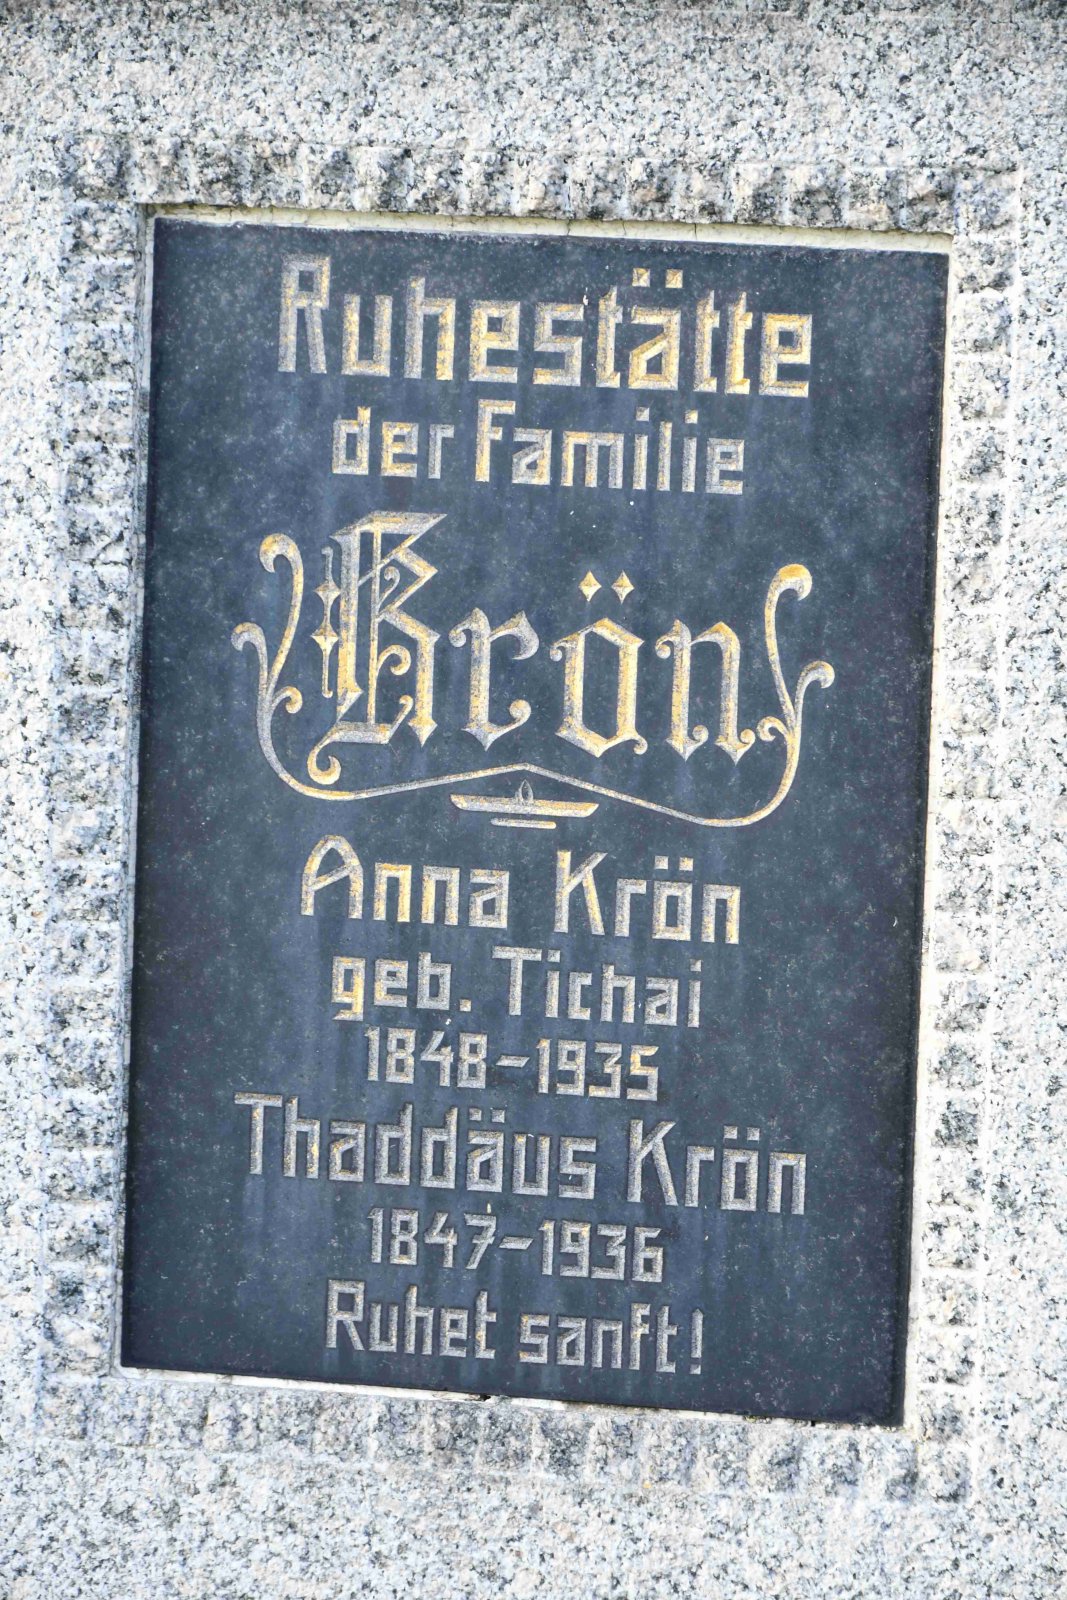 Ruhestätte
der Familie
Krön
Anna Krön
geb. Tichai
1848-1935
Thaddäus Krön
1847-1936
Ruhet sanft!